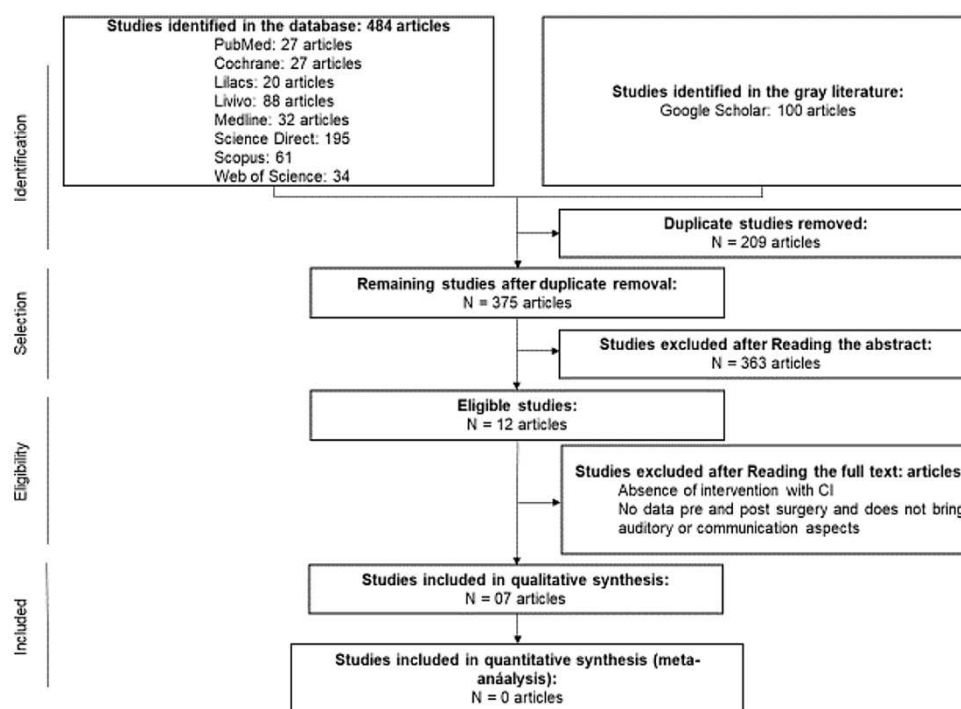 Identification
Studies identified in the database: 484 articles
PubMed: 27 articles
Cochrane: 27 articles
Lilacs: 20 articles
Livivo: 88 articles
Medline: 32 articles
Science Direct: 195
Scopus: 61
Web of Science: 34
Studies identified in the gray literature:
Google Scholar: 100 articles
Duplicate studies removed:
N = 209 articles
Selection
Remaining studies after duplicate removal:
N = 375 articles
Studies excluded after Reading the abstract:
N = 363 articles
Eligibility
Eligible studies:
N = 12 articles
Studies excluded after Reading the full text: articles
Absence of intervention with CI
No data pre and post surgery and does not bring
auditory or communication aspects
Included
Studies included in qualitative synthesis:
N = 07 articles
Studies included in quantitative synthesis (meta-
anáalysis):
N = 0 articles